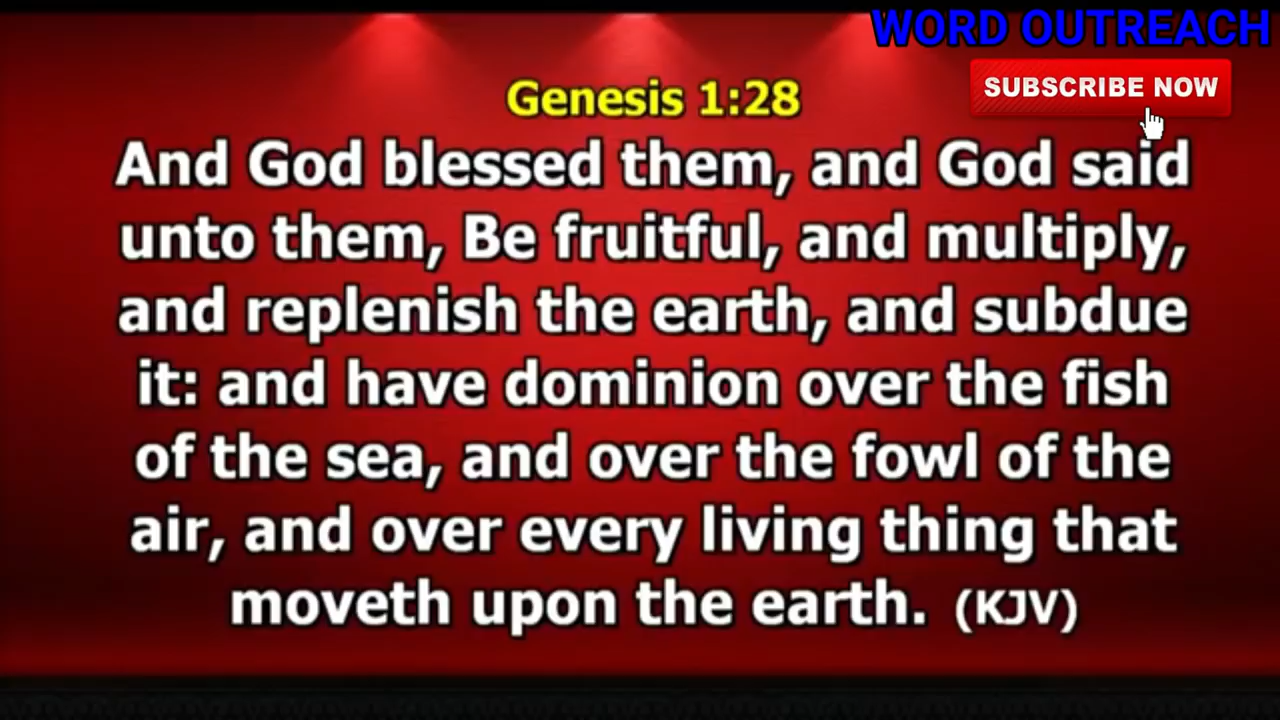 WORD OUTREACH
SUBSCRIBE NOW
Genesis 1:28
And God blessed them, and God said
unto them, Be fruitful, and multiply,
and replenish the earth, and subdue
it: and have dominion over the fish
of the sea, and over the fowl of the
air, and over every living thing that
moveth upon the earth. (KJV)